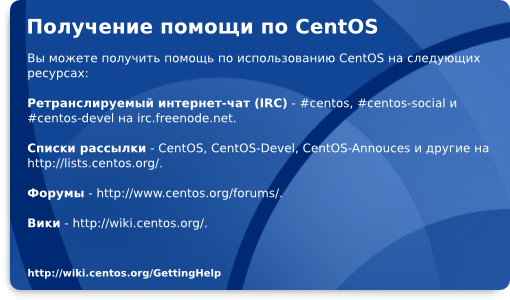 Получение помощи по CentOS
Вы можете получить помощь по использованию CentOS на следующих
ресурсах:
Ретранслируемый интернет-чат (IRC) - #centos, #centos-social и
#centos-devel на irc.freenode.net.
Списки рассылки - CentOS, CentOS-Devel, CentOS-Annouces и другие на
http://lists.centos.org/.
Форумы - http://www.centos.org/forums/.
Вики - http://wiki.centos.org/.
http://wiki.centos.org/GettingHelp